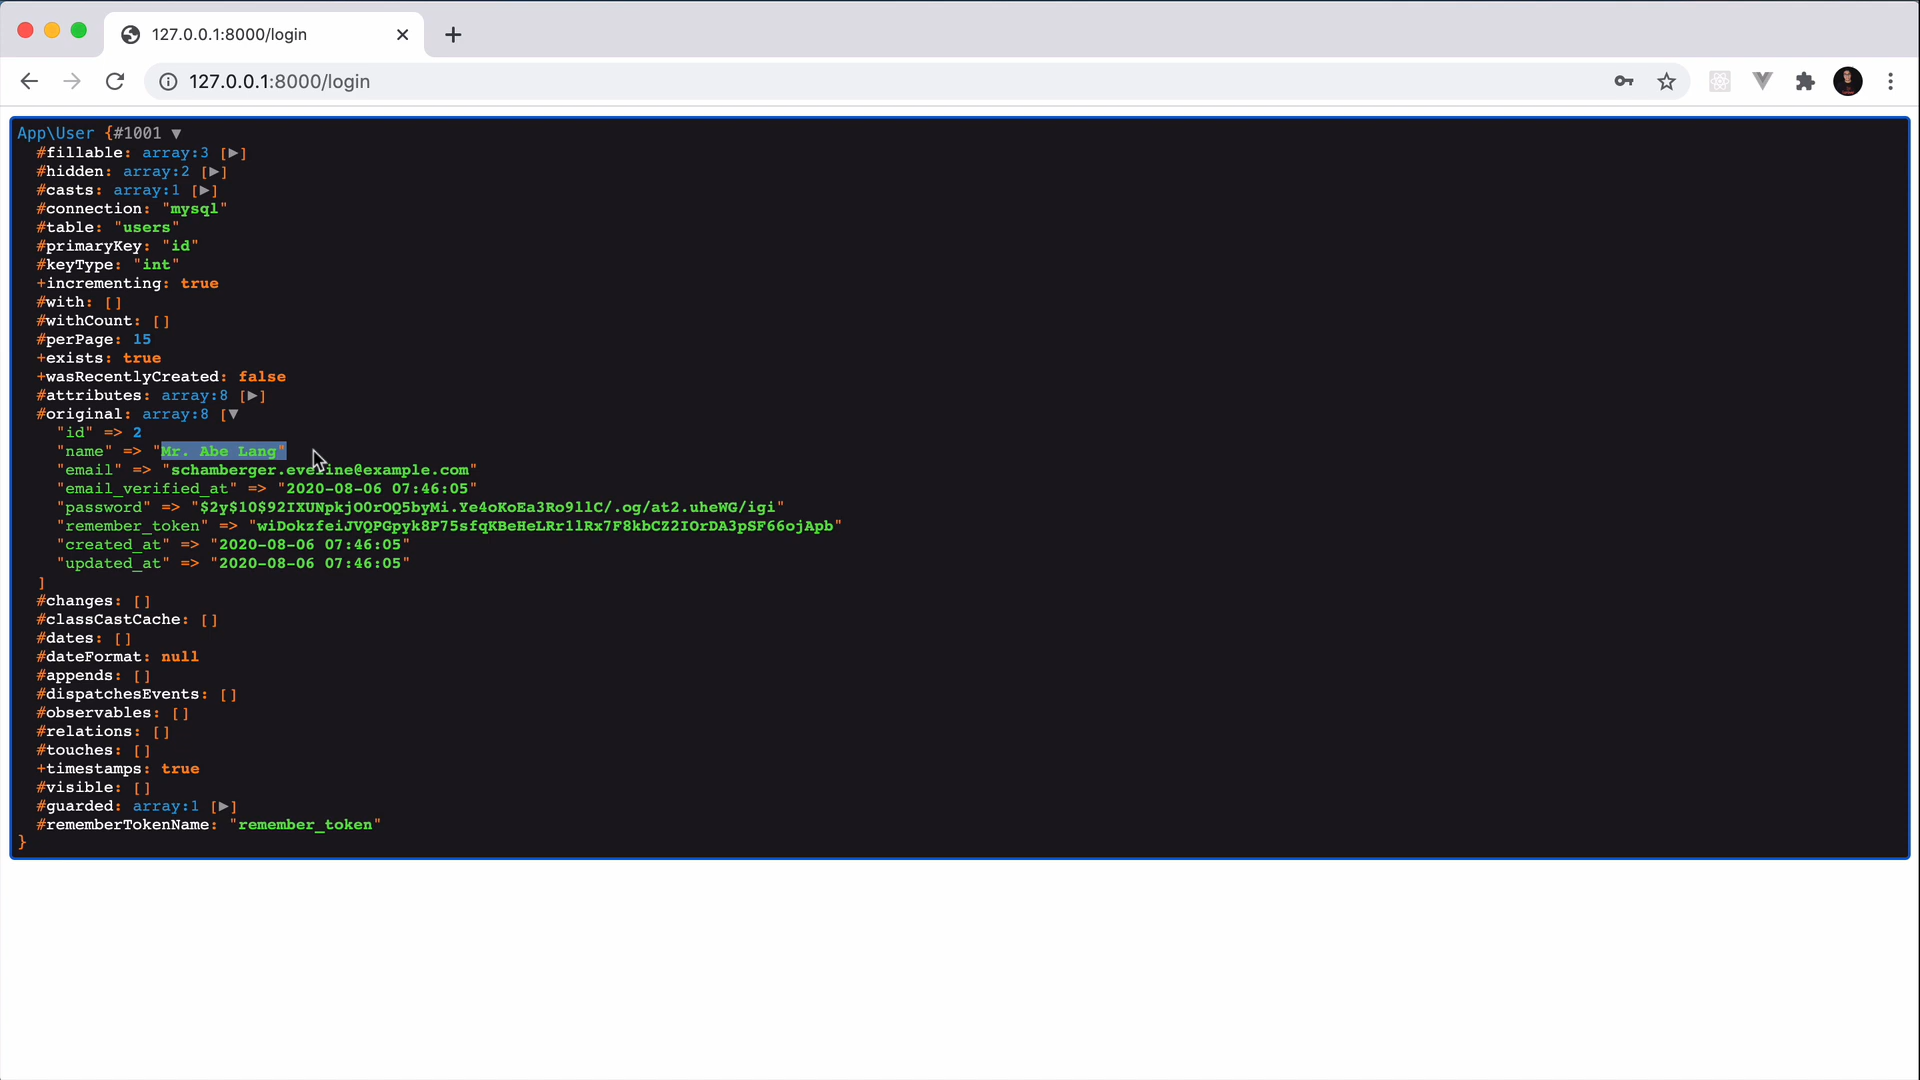 127.0.0.1:8000/login
127.0.0.1:8000/login
App\User {#1001 ▼
#fillable: array:3 [▶]
#hidden: array:2 [▶]
#casts: array:1 [▶]
#connection: "mysql"
#table: "users"
#primaryKey: "id"
#keyType: "int"
+incrementing: true
#with: []
#withCount: []
#perPage: 15
+exists: true
+wasRecentlyCreated: false
#attributes: array:8 [▶]
#original: array:8 [▼
"id" => 2
"name" => "Mr. Abe Lang"
"email" => "schamberger.eveline@example.com"
"email_verified_at" => "2020-08-06 07:46:05"
"password" => "$2y$10$92IXUNpkjO0rOQ5byMi.Ye4oKoEa3Ro9llC/.og/at2.uheWG/igi"
"remember_token" => "wiDokzfeiJVQPGpyk8P75sfqKBeHeLRr1lRx7F8kbCZ2IOrDA3pSF66ojApb"
"created_at" => "2020-08-06 07:46:05"
"updated_at" => "2020-08-06 07:46:05"
]
#changes: []
#classCastCache: []
#dates: []
#dateFormat: null
#appends: []
#dispatchesEvents: []
#observables: []
#relations: []
#touches: []
+timestamps: true
#visible: []
#guarded: array:1 [▶]
#rememberTokenName: "remember_token"
}